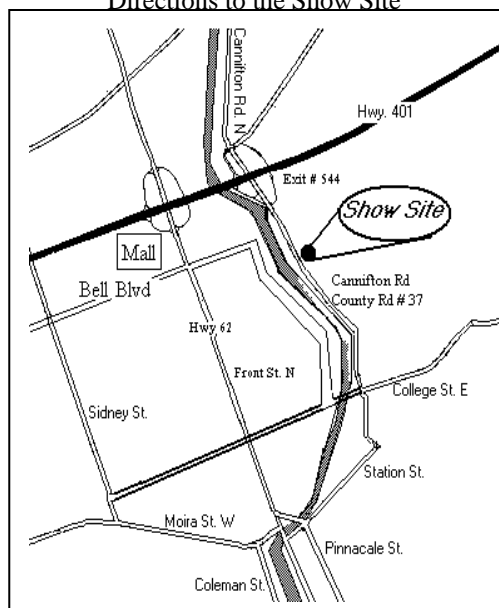 Directions to the Show Site
Cannifton Rd. N
Hwy. 401
Exit # 544
Show Site
Mall
Bell Blvd
Cannifton Rd
County Rd # 37
Hwy 62
Front St. N
College St. E
Sidney St.
Station St.
Moira St. W
Pinnacale St.
Coleman St.